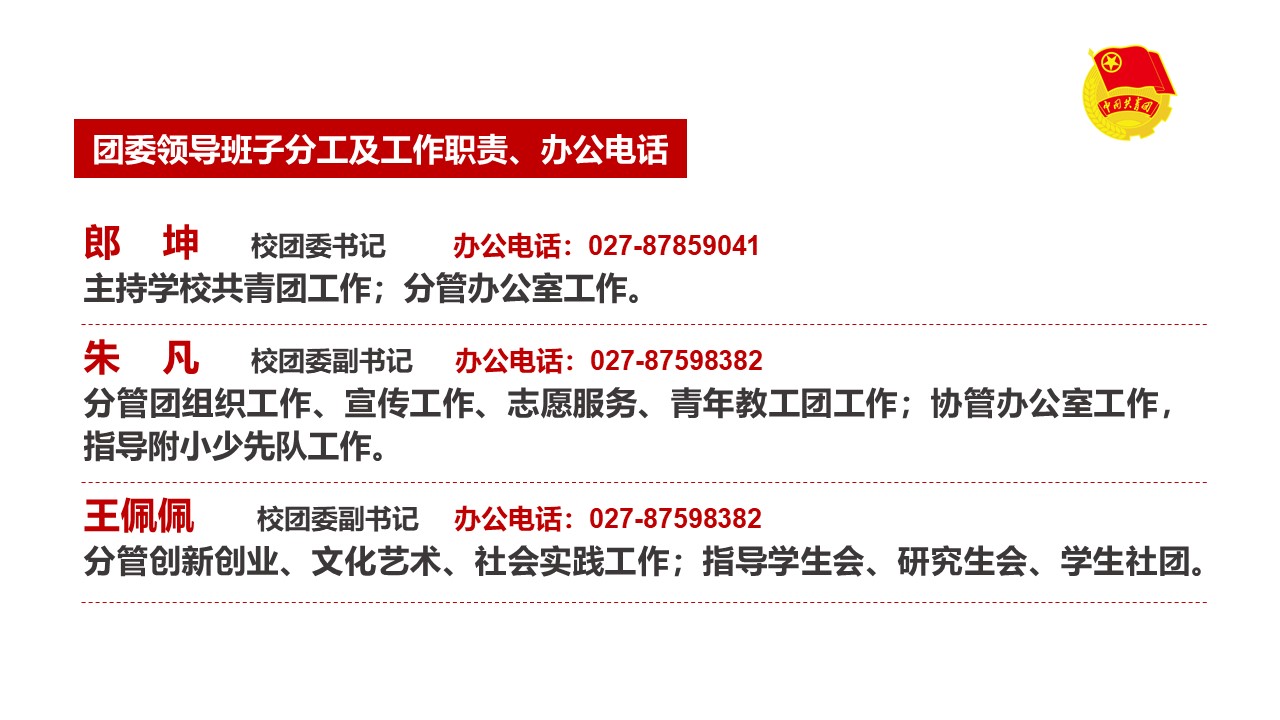 中国共青团
团委领导班子分工及工作职责、办公电话
郎 坤 校团委书记 办公电话：027-87859041
主持学校共青团工作；分管办公室工作。
朱 凡 校团委副书记 办公电话：027-87598382
分管团组织工作、宣传工作、志愿服务、青年教工团工作；协管办公室工作，
指导附小少先队工作。
王佩佩 校团委副书记 办公电话：027-87598382
分管创新创业、文化艺术、社会实践工作；指导学生会、研究生会、学生社团。